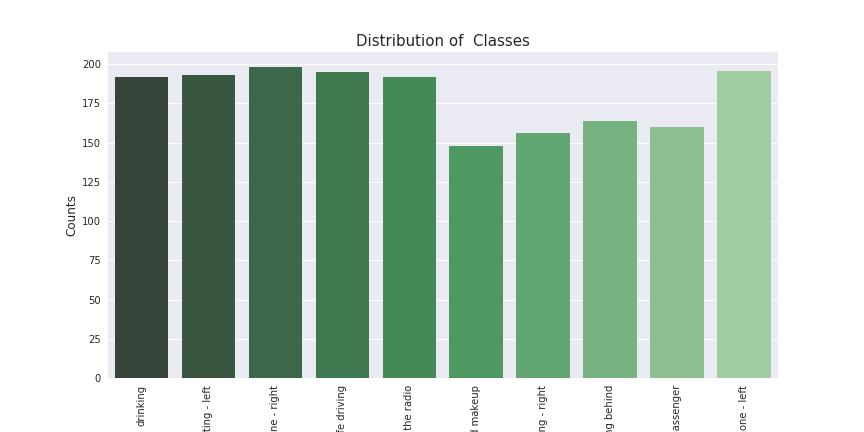 Distribution of  Classes
Counts
200
175
150
125
100
75
50
25
0
drinking
ting - left
ne - right
fe driving
the radio
d makeup
ng - right
ng behind
assenger
one - left